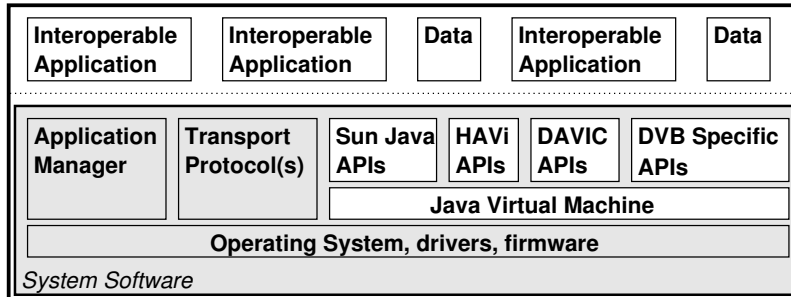 Interoperable
Application
Interoperable
Application
Data
Interoperable
Application
Data
Application
Manager
Transport
Protocol(s)
Sun Java
APIs
HAVi
APIs
DAVIC
APIs
DVB Specific
APIs
Java Virtual Machine
Operating System, drivers, firmware
System Software